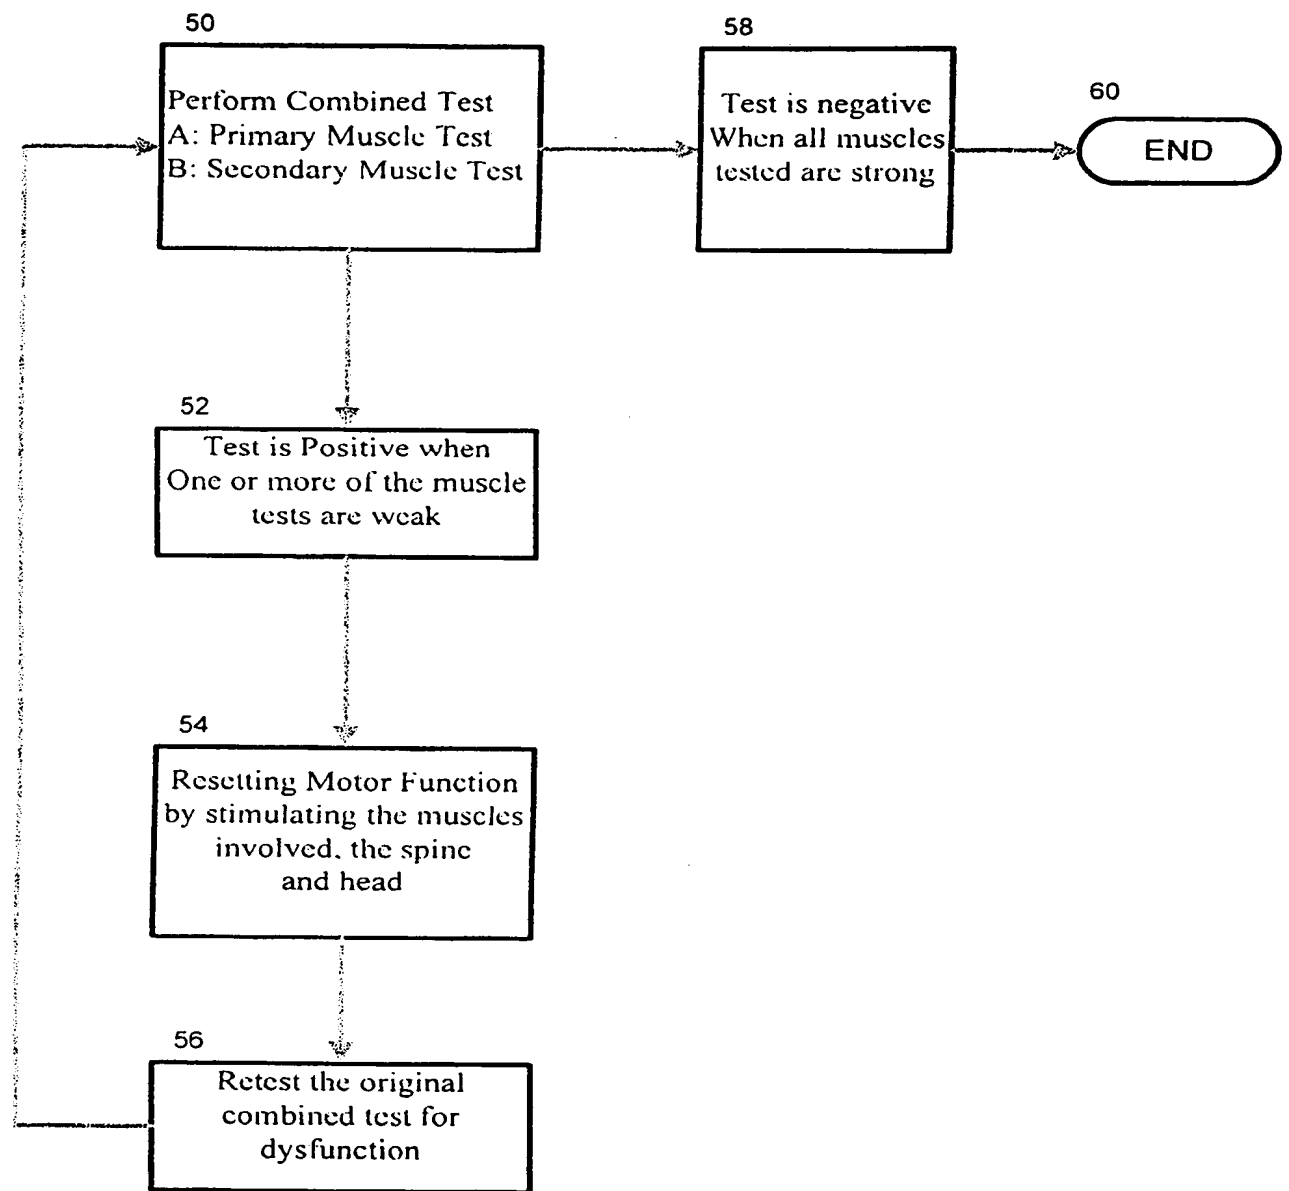 50
Perform Combined Test
A: Primary Muscle Test
B: Secondary Muscle Test
58
Test is negative
When all muscles
tested are strong
60
END
52
Test is Positive when
One or more of the muscle
tests are weak
54
Resetting Motor Function
by stimulating the muscles
involved, the spine
and head
56
Retest the original
combined test for
dysfunction